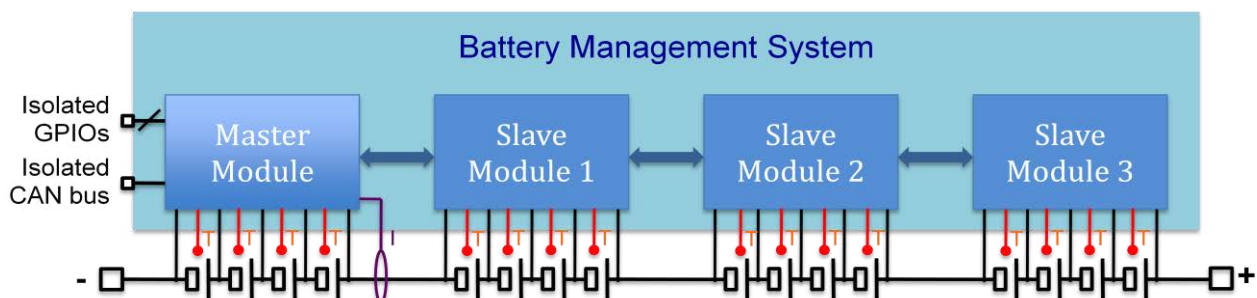 Battery Management System
Isolated
GPIOs
Isolated
CAN bus
Master
Module
Slave
Module 1
Slave
Module 2
Slave
Module 3
T T T T I T T T T T T T T T T T T
- +